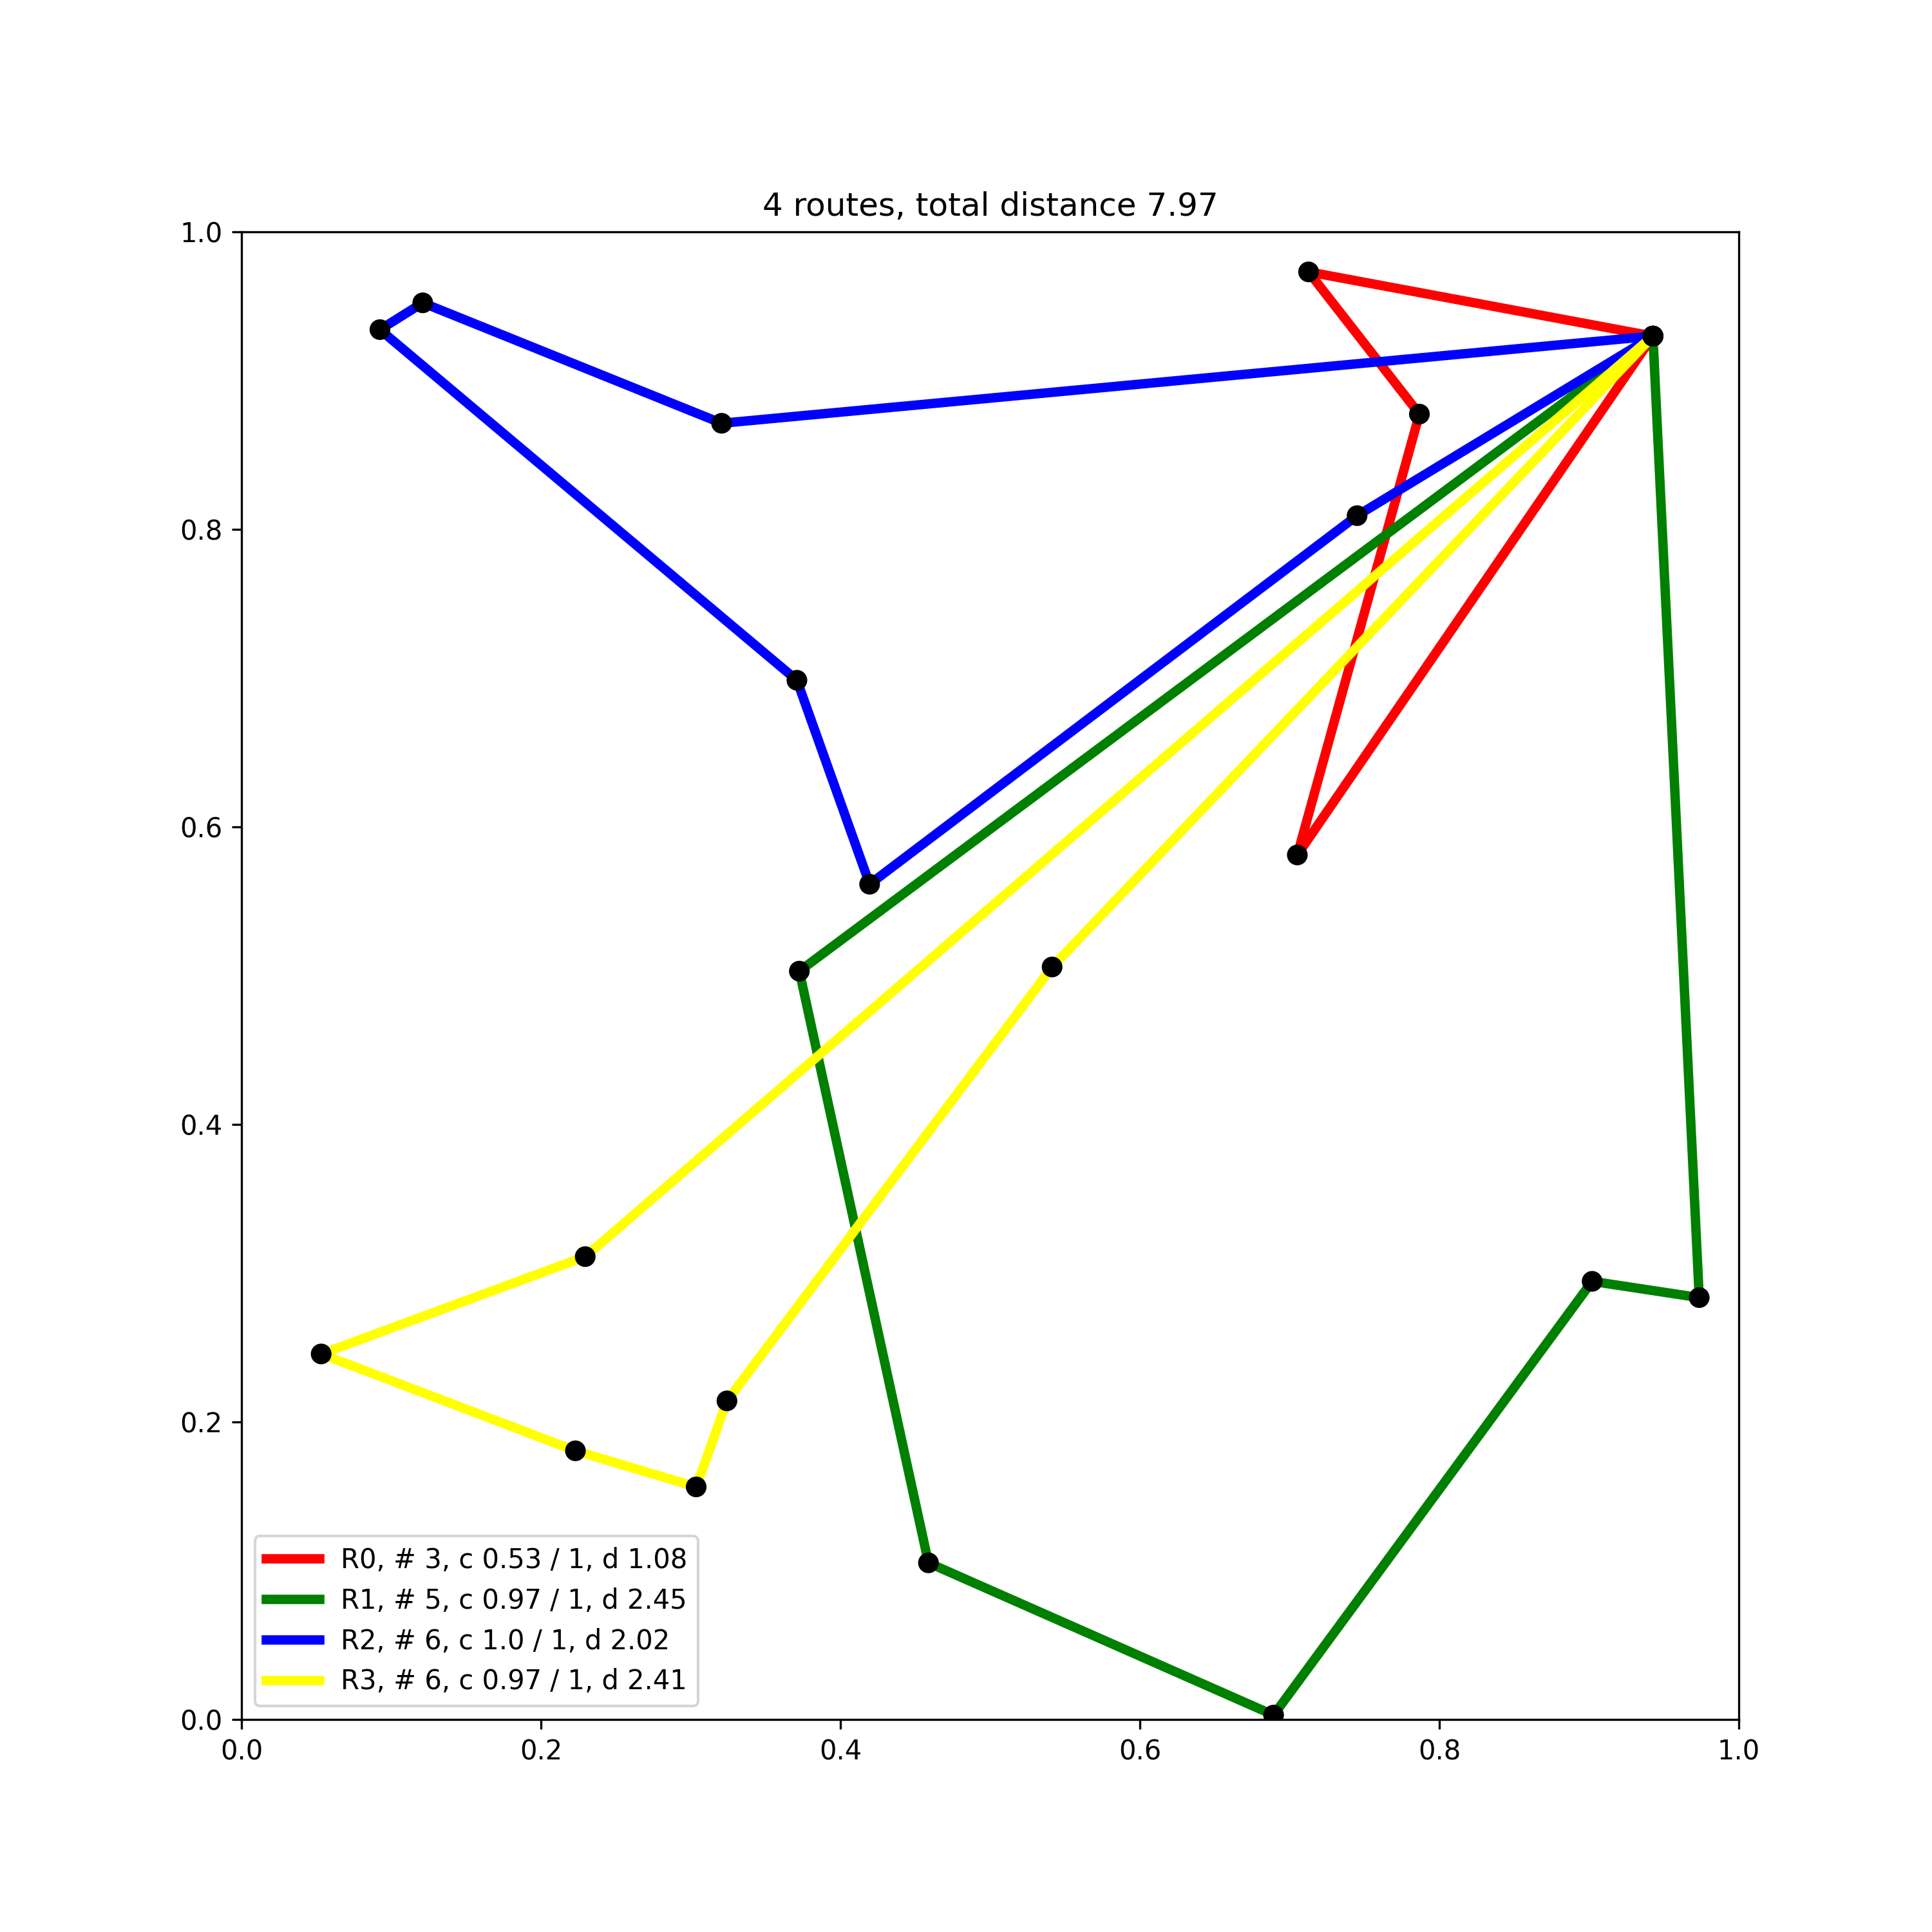 4 routes, total distance 7.97
1.0
0.8
0.6
0.4
0.2
0.0
R0, # 3, c 0.53 / 1, d 1.08
R1, # 5, c 0.97 / 1, d 2.45
R2, # 6, c 1.0 / 1, d 2.02
R3, # 6, c 0.97 / 1, d 2.41
0.0 0.2 0.4 0.6 0.8 1.0